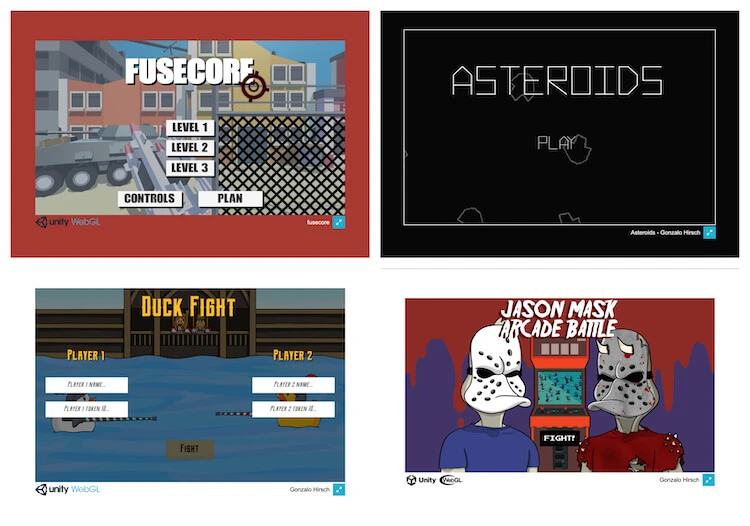 FUSECORE
LEVEL 1
LEVEL 2
LEVEL 3
CONTROLS
PLAN
unity WebGL
fusecore
ASTEROIDS
PLAY
Asteroids - Gonzalo Hirsch
DUCK FIGHT
PLAYER 1
PLAYER 2
PLAYER 1 NAME...
PLAYER 2 NAME...
PLAYER 1 TOKEN ID...
PLAYER 2 TOKEN ID...
FIGHT
unity WebGL
Gonzalo Hirsch
JASON MASK
ARCADE BATTLE
FIGHT!
Unity WebGL
Gonzalo Hirsch